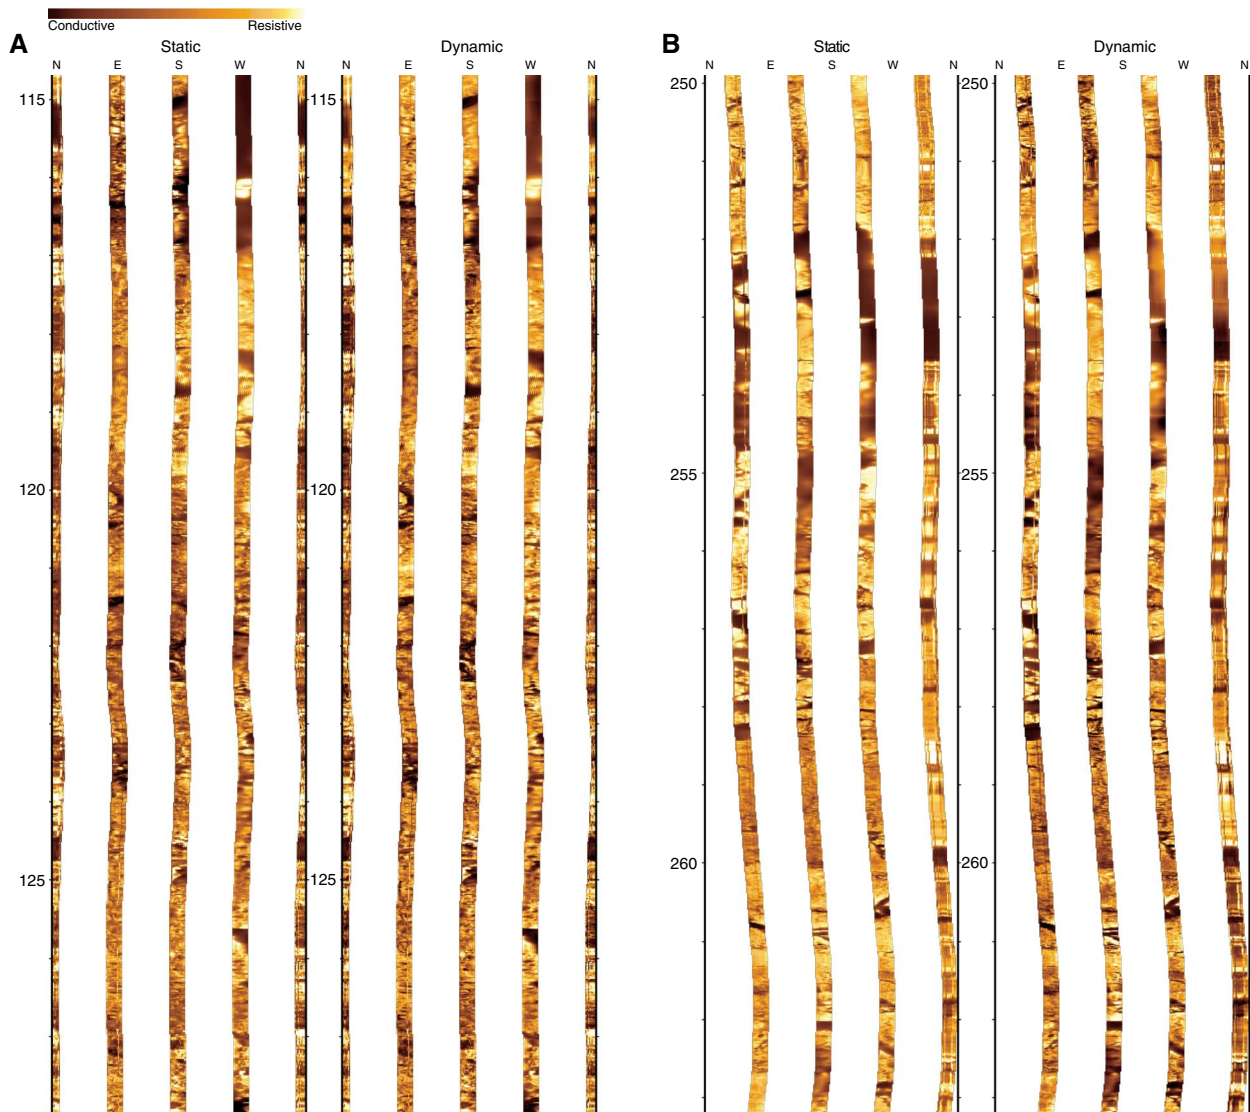 Conductive Resistive
A B
Static Dynamic Static Dynamic
N E S W N E S W N N E S W N E S W N
250 250
115 115
255 255
120 120
260 260
125 125